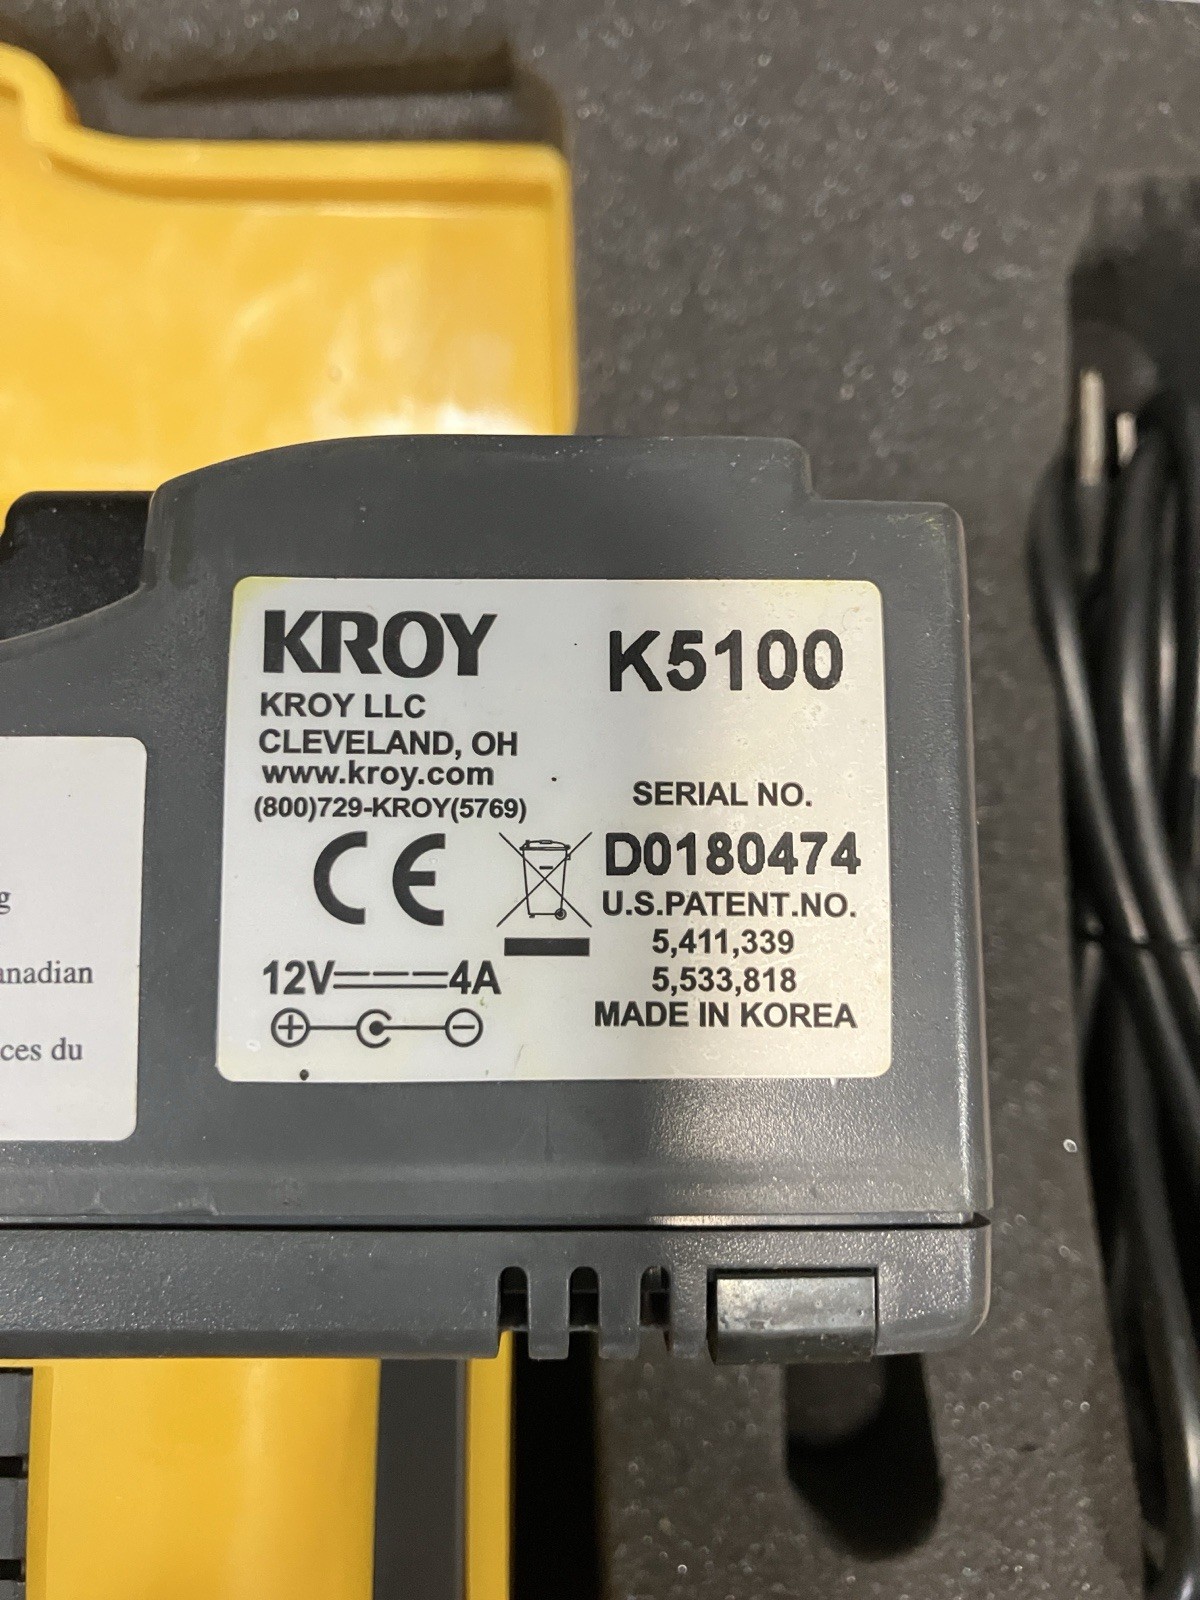 KROY
KROY LLC
CLEVELAND, OH
www.kroy.com
(800)729-KROY(5769)
CE
12V 4A
K5100
SERIAL NO.
D0180474
U.S.PATENT.NO.
5,411,339
5,533,818
MADE IN KOREA
ces du